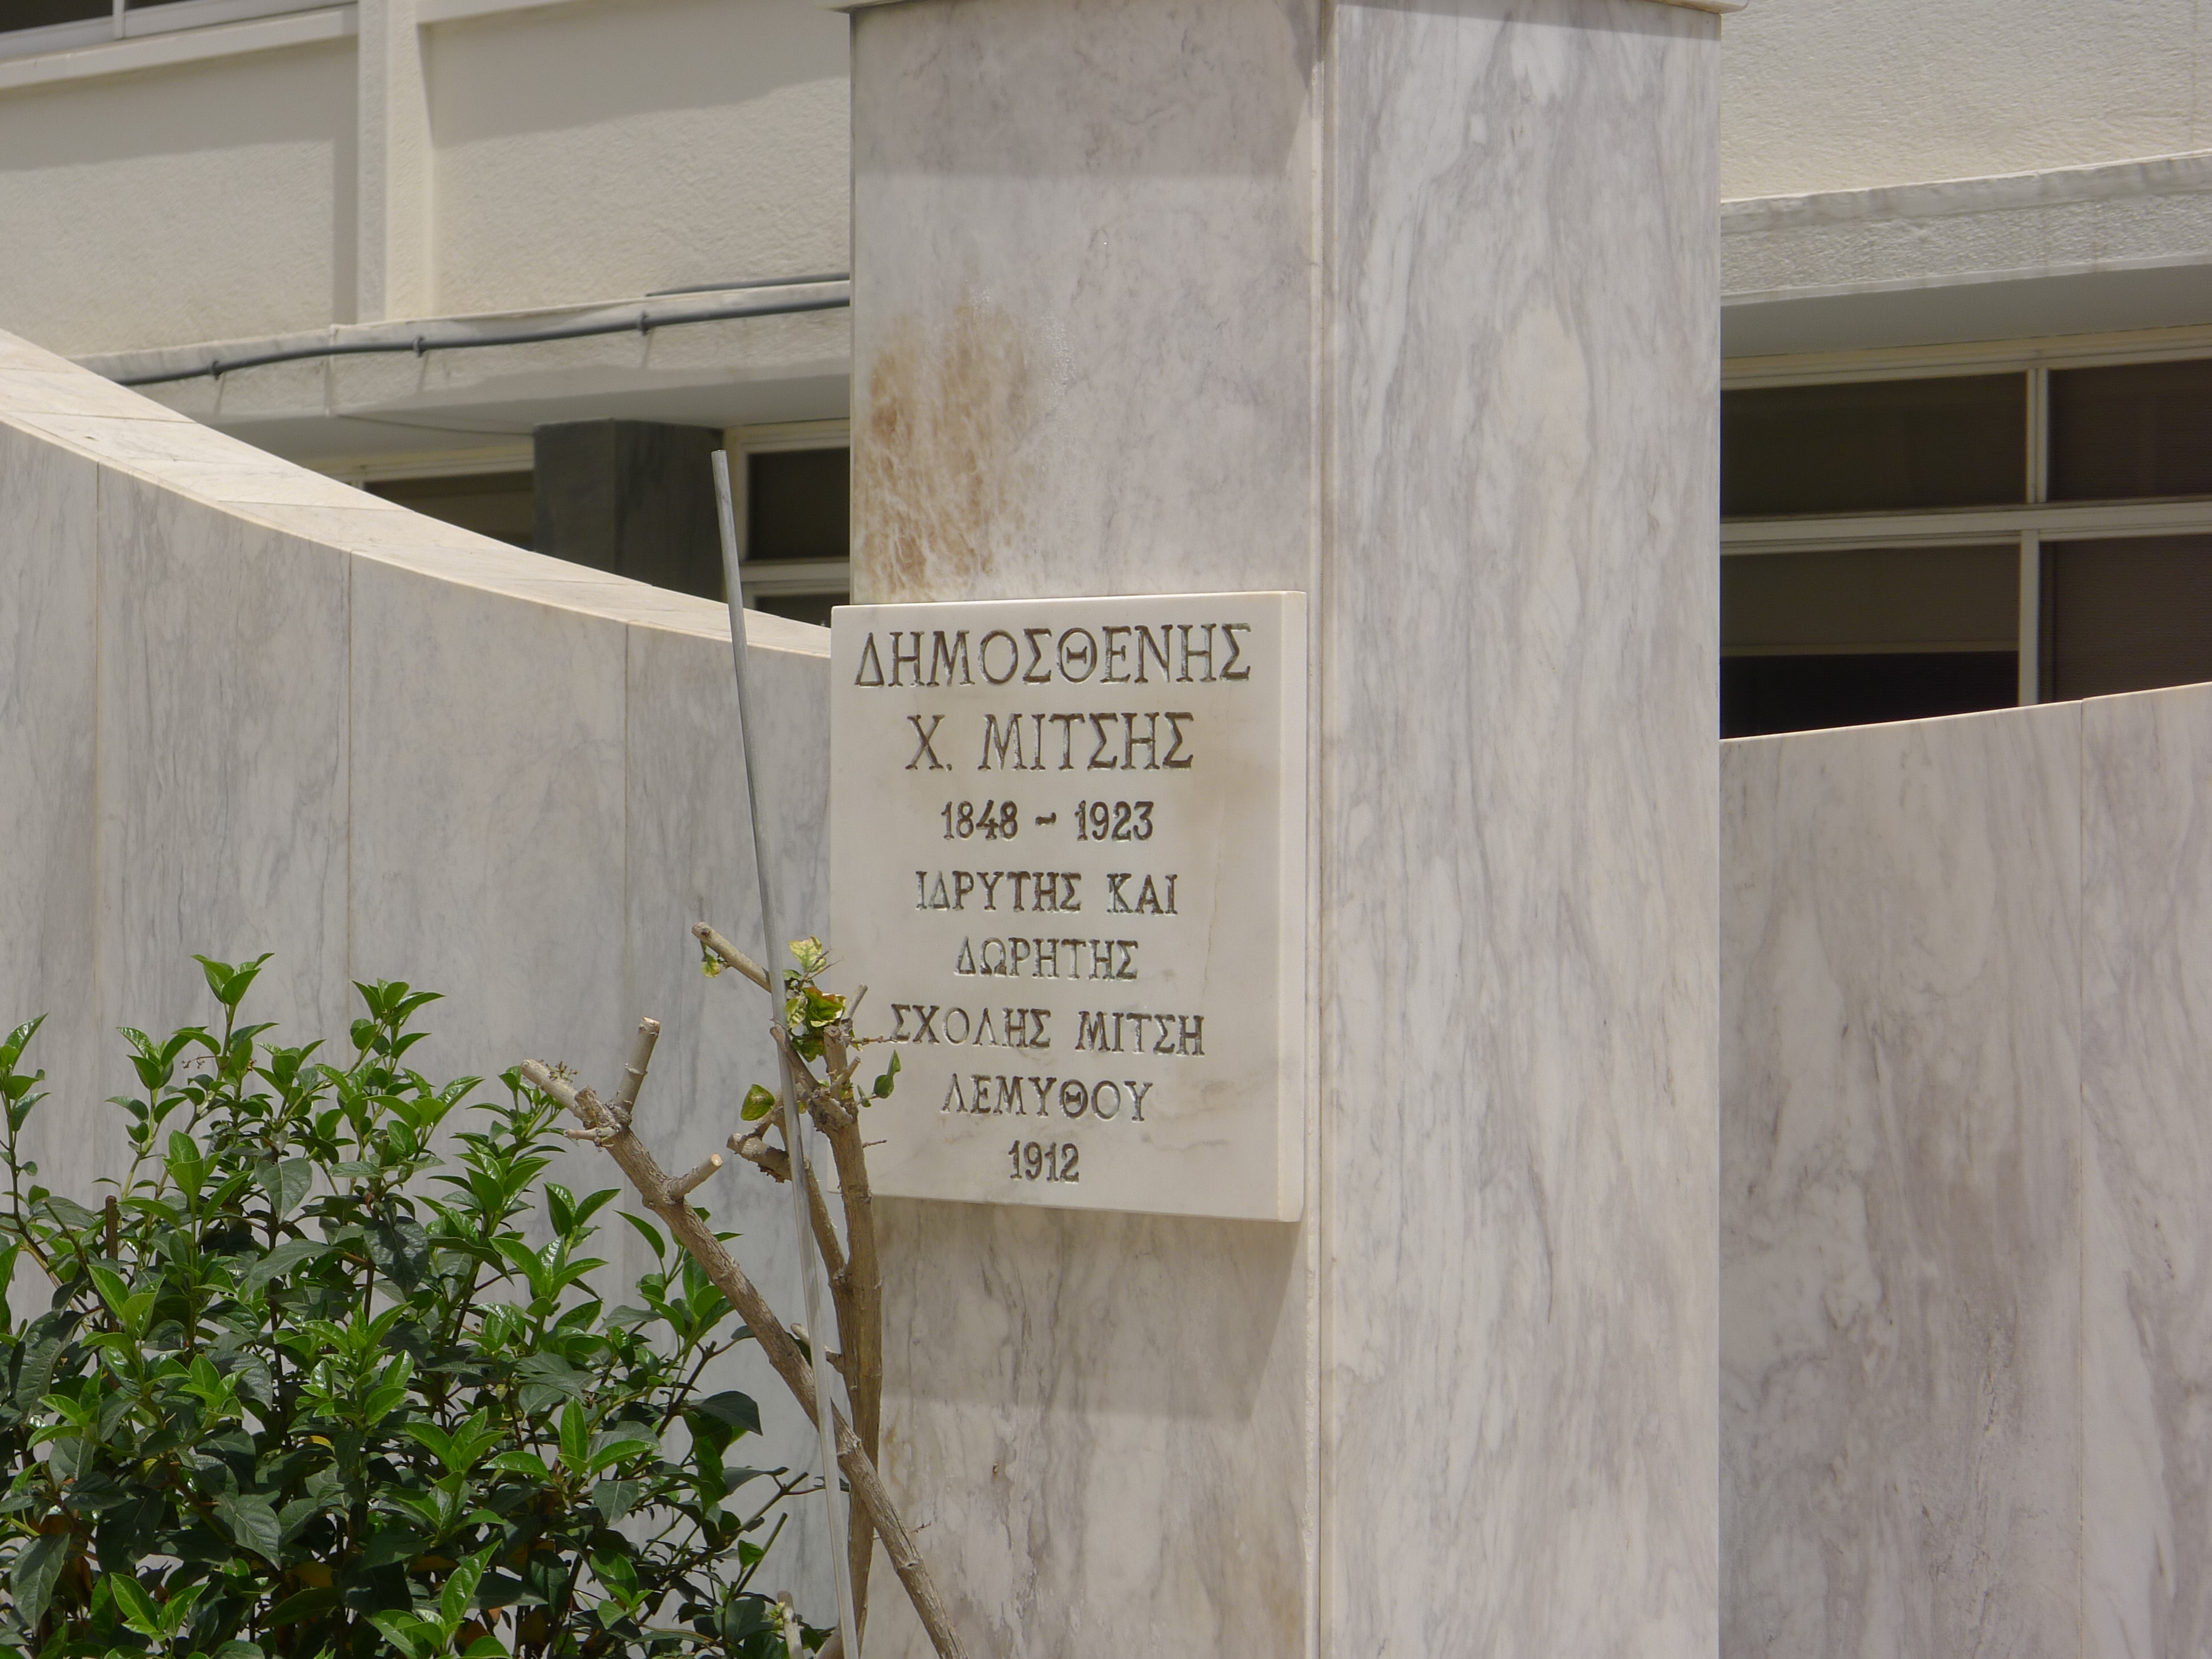 ΔΗΜΟΣΘΕΝΗΣ
Χ. ΜΙΤΣΗΣ
1848 - 1923
ΙΔΡΥΤΗΣ ΚΑΙ
ΔΩΡΗΤΗΣ
ΣΧΟΛΗΣ ΜΙΤΣΗ
ΛΕΜΥΘΟΥ
1912